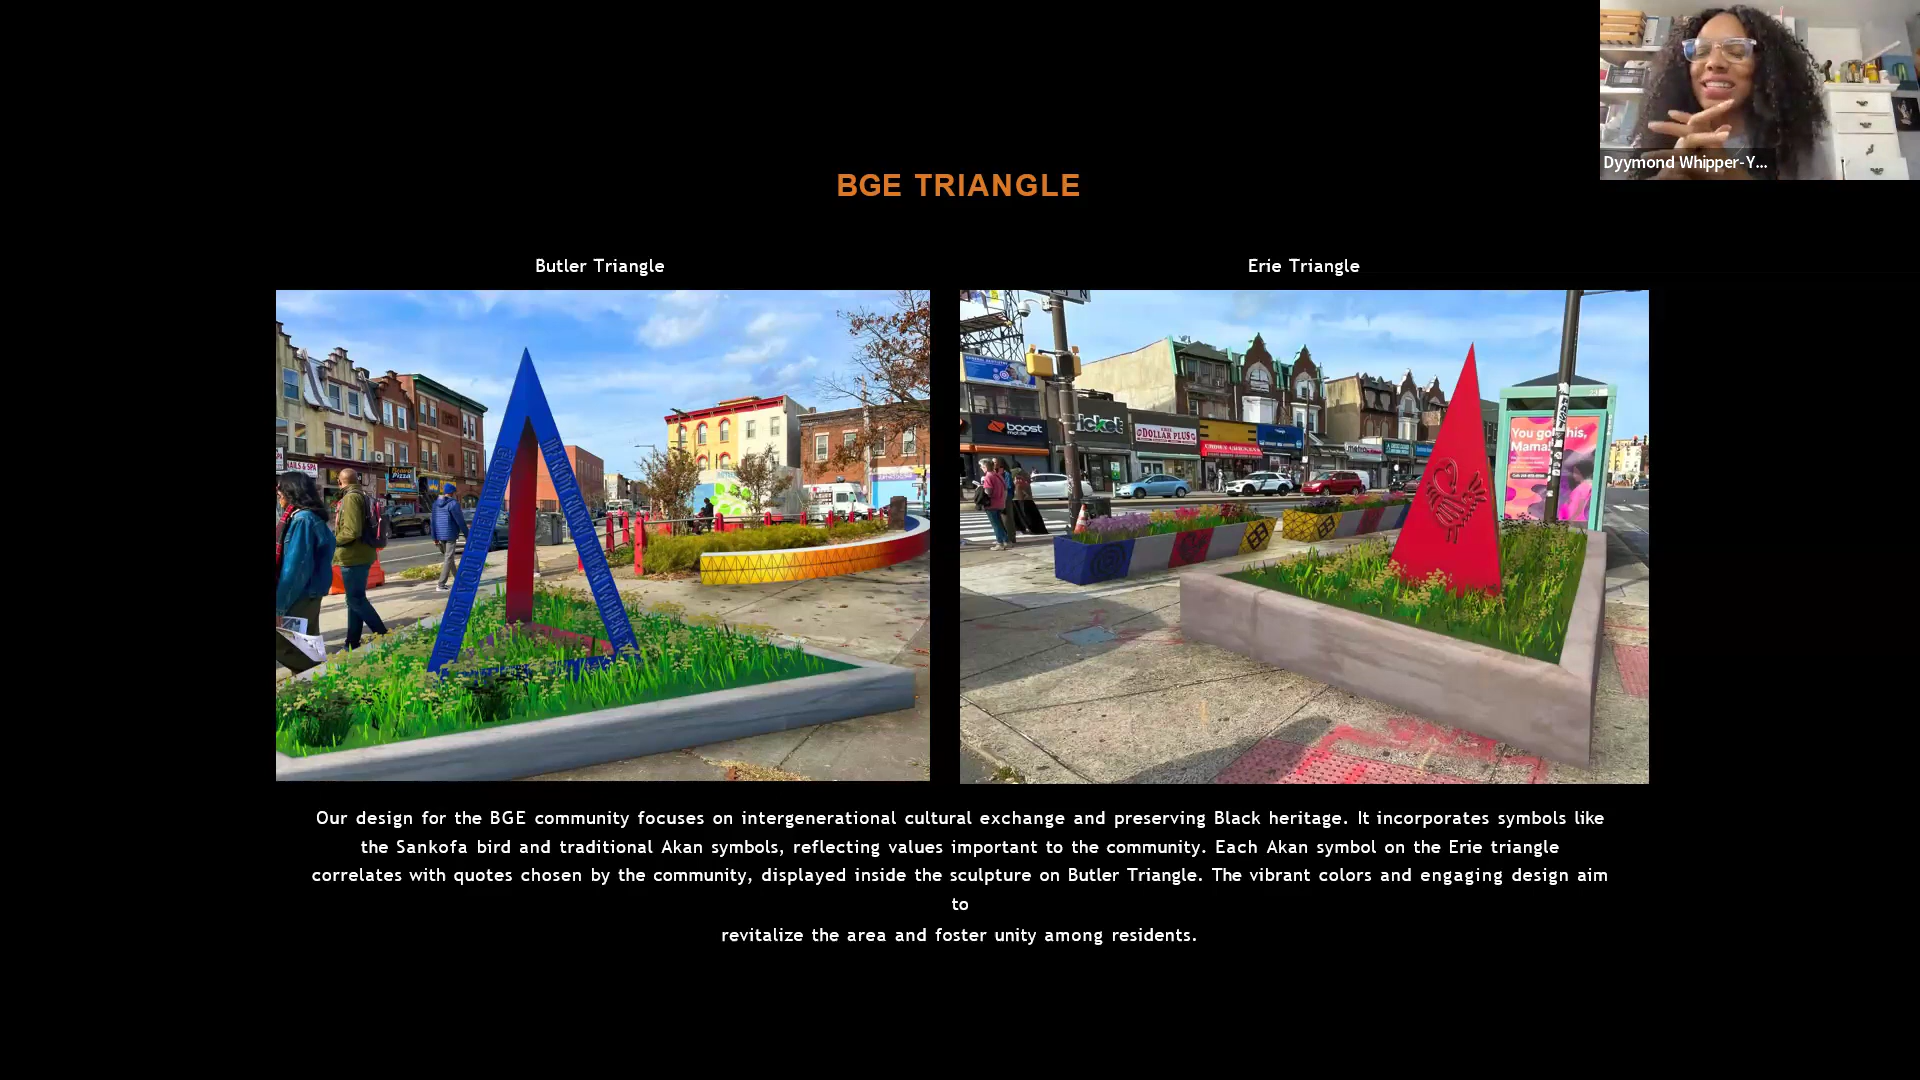 Dyymond Whipper-Y...
BGE TRIANGLE
Butler Triangle
Erie Triangle
NAILS & SPA
boost
mobile
icket
DOLLAR PLUS
You got this,
Mama!
Our design for the BGE community focuses on intergenerational cultural exchange and preserving Black heritage. It incorporates symbols like
the Sankofa bird and traditional Akan symbols, reflecting values important to the community. Each Akan symbol on the Erie triangle
correlates with quotes chosen by the community, displayed inside the sculpture on Butler Triangle. The vibrant colors and engaging design aim
to
revitalize the area and foster unity among residents.